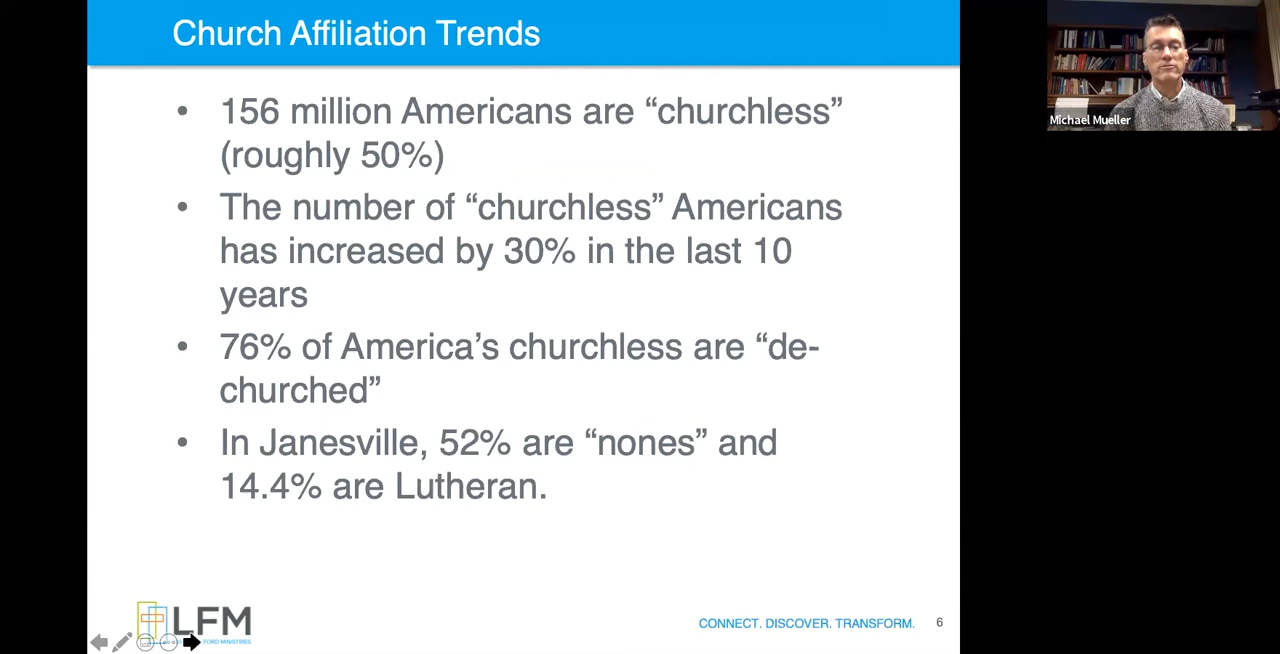 Church Affiliation Trends
• 156 million Americans are “churchless”
(roughly 50%)
• The number of “churchless” Americans
has increased by 30% in the last 10
years
• 76% of America’s churchless are “de-
churched”
• In Janesville, 52% are “nones” and
14.4% are Lutheran.
LFM
FORD MINISTRIES
CONNECT. DISCOVER. TRANSFORM.
6
Michael Mueller